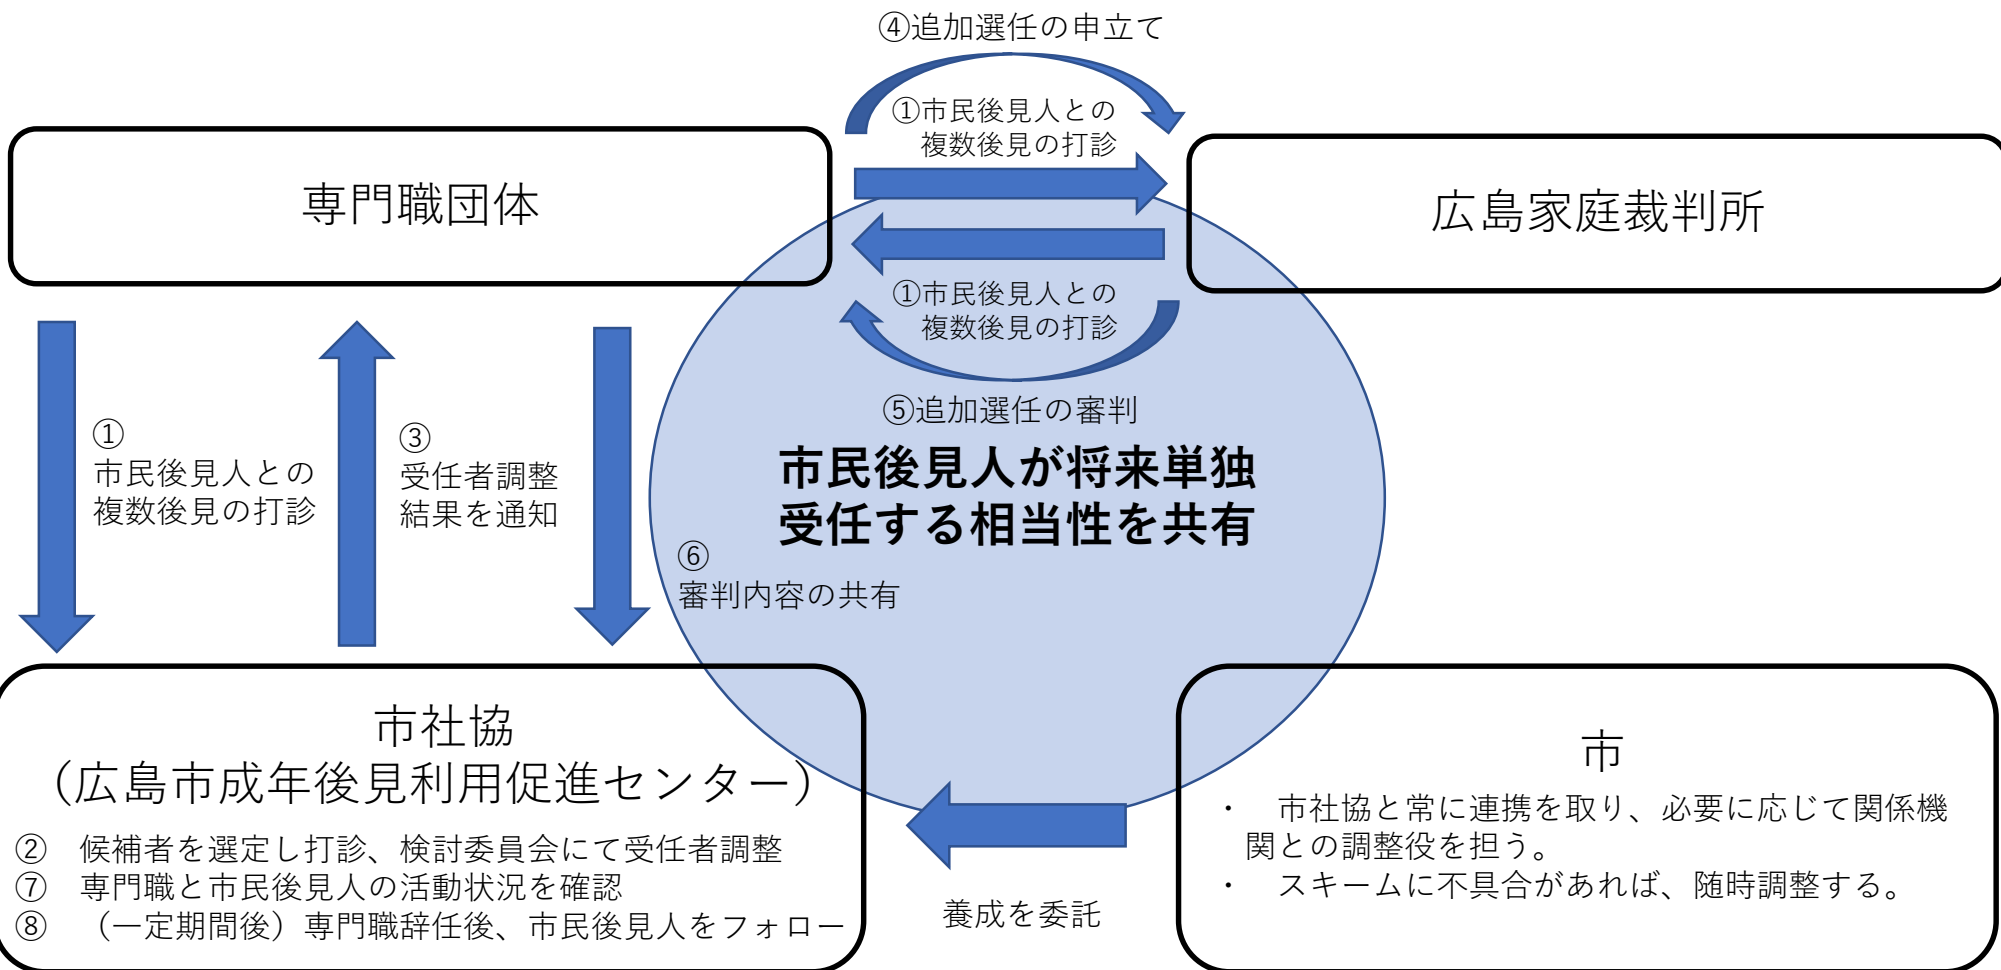 ④追加選任の申立て
①市民後見人との
複数後見の打診
専門職団体
広島家庭裁判所
①市民後見人との
複数後見の打診
⑤追加選任の審判
①
市民後見人との
複数後見の打診
③
受任者調整
結果を通知
市民後見人が将来単独
受任する相当性を共有
⑥
審判内容の共有
市社協
（広島市成年後見利用促進センター）
② 候補者を選定し打診、検討委員会にて受任者調整
⑦ 専門職と市民後見人の活動状況を確認
⑧ （一定期間後）専門職辞任後、市民後見人をフォロー
養成を委託
市
・ 市社協と常に連携を取り、必要に応じて関係機
関との調整役を担う。
・ スキームに不具合があれば、随時調整する。